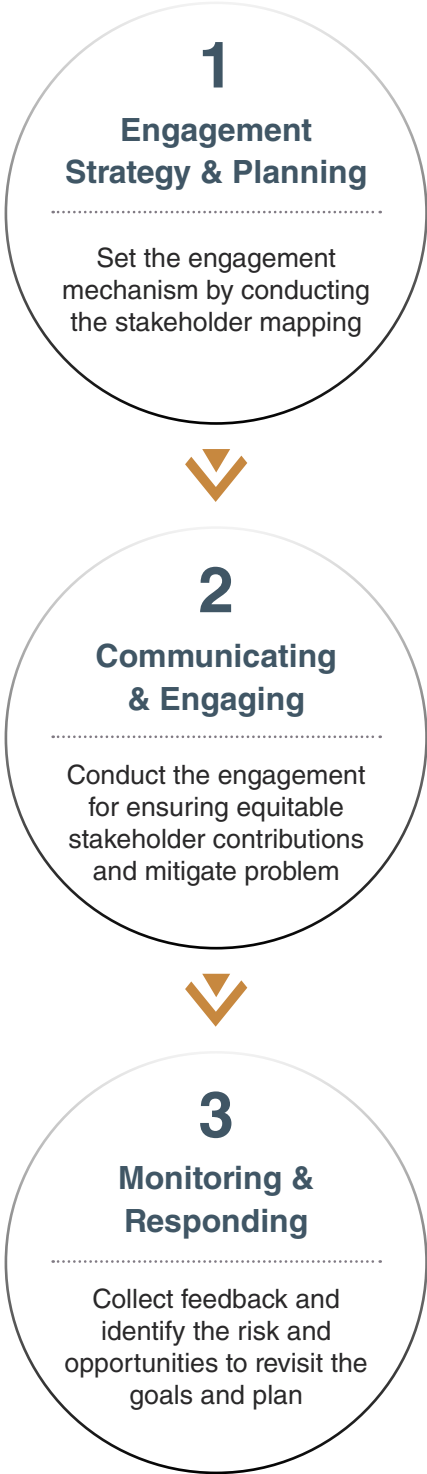 1
Engagement
Strategy & Planning
Set the engagement
mechanism by conducting
the stakeholder mapping
2
Communicating
& Engaging
Conduct the engagement
for ensuring equitable
stakeholder contributions
and mitigate problem
3
Monitoring &
Responding
Collect feedback and
identify the risk and
opportunities to revisit the
goals and plan